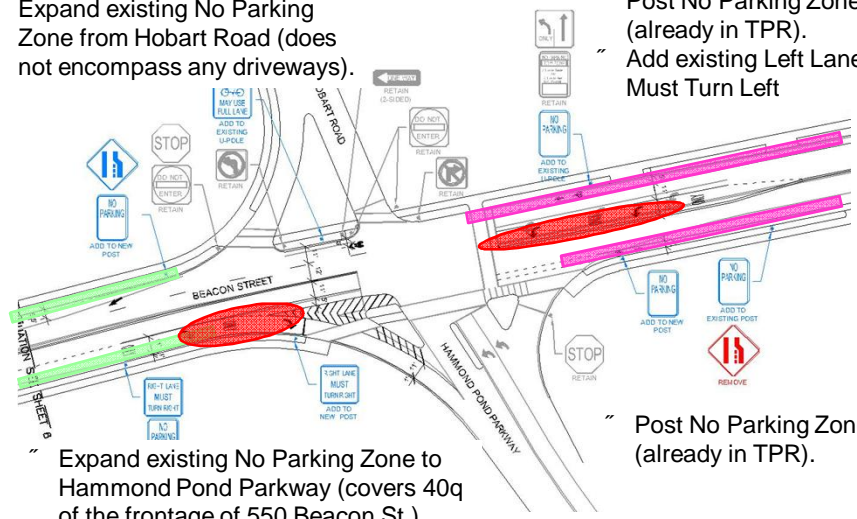 Expand existing No Parking
Zone from Hobart Road (does
not encompass any driveways).
Post No Parking Zone
(already in TPR).
˝ Add existing Left Lane
Must Turn Left
ONLY
RETAIN
ONE WAY
RETAIN
(2-SIDED)
MAY USE
FULL LANE
ADD TO
EXISTING
U-POLE
HOBART ROAD
DO NOT
ENTER
RETAIN
RETAIN
NO
PARKING
ADD TO
EXISTING
U-POLE
STOP
DO NOT
ENTER
RETAIN
RETAIN
NO
PARKING
ADD TO NEW
POST
BEACON STREET
NO
PARKING
ADD TO NEW
POST
NO
PARKING
ADD TO
EXISTING POST
REMOVE
STOP
RETAIN
HAMMOND POND PARKWAY
SHEET 6
RIGHT LANE
MUST
TURN RIGHT
NO
PARKING
RIGHT LANE
MUST
TURN RIGHT
ADD TO
NEW POST
˝ Post No Parking Zon
(already in TPR).
˝ Expand existing No Parking Zone to
Hammond Pond Parkway (covers 40q
of the frontage of 550 Beacon St.)